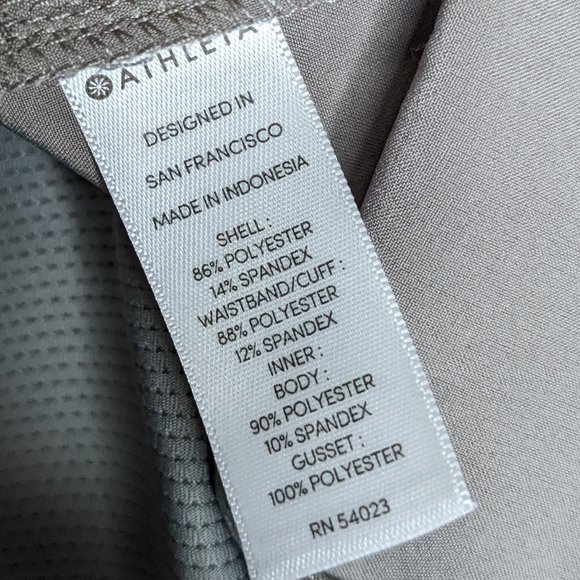 ATHLETA
DESIGNED IN
SAN FRANCISCO
MADE IN INDONESIA
SHELL :
86% POLYESTER
14% SPANDEX
WAISTBAND/CUFF :
88% POLYESTER
12% SPANDEX
INNER :
BODY :
90% POLYESTER
10% SPANDEX
GUSSET :
100% POLYESTER
RN 54023